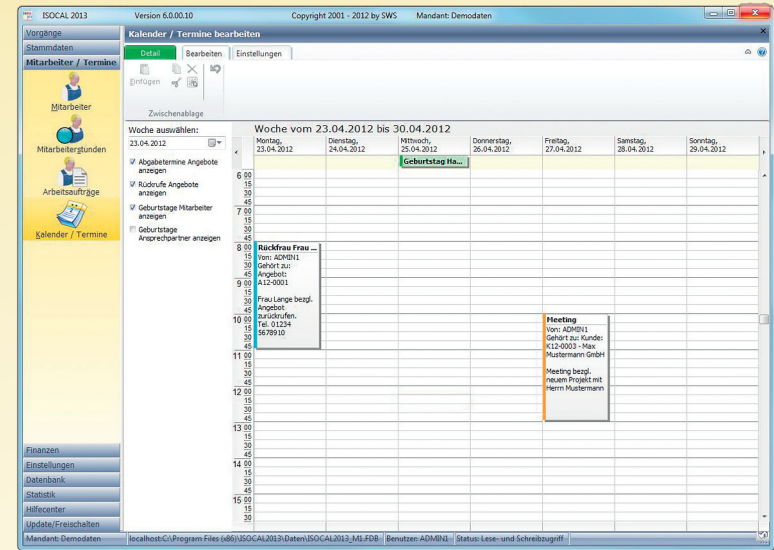 ISOCAL 2013 Version 6.0.00.10 Copyright 2001 - 2012 by SWS Mandant: Demodaten
Vorgänge
Stammdaten
Mitarbeiter / Termine
Mitarbeiter
Mitarbeiterstunden
Arbeitsaufträge
Kalender / Termine
Finanzen
Einstellungen
Datenbank
Statistik
Hilfecenter
Update/Freischalten
Kalender / Termine bearbeiten
Detail Bearbeiten Einstellungen
Einfügen
Zwischenablage
Woche auswählen:
23.04.2012
Abgabetermine Angebote
anzeigen
Rückrufe Angebote
anzeigen
Geburtstage Mitarbeiter
anzeigen
Geburtstage
Ansprechpartner anzeigen
Woche vom 23.04.2012 bis 30.04.2012
Montag, Dienstag, Mittwoch, Donnerstag, Freitag, Samstag, Sonntag,
23.04.2012 24.04.2012 25.04.2012 26.04.2012 27.04.2012 28.04.2012 29.04.2012
Geburtstag Ha...
6 00
15
30
45
7 00
15
30
45
8 00
15
30
45
9 00
15
30
45
10 00
15
30
45
11 00
15
30
45
12 00
15
30
45
13 00
15
30
45
14 00
15
30
45
15 00
15
30
Rückfrau Frau ...
Von: ADMIN1
Gehört zu:
Angebot:
A12-0001
Frau Lange bezgl.
Angebot
zurückrufen.
Tel. 01234
5678910
Meeting
Von: ADMIN1
Gehört zu: Kunde:
K12-0003 - Max
Mustermann GmbH
Meeting bezgl.
neuem Projekt mit
Herrn Mustermann
Mandant: Demodaten localhost:C:\Program Files (x86)\ISOCAL2013\Daten\ISOCAL2013_M1.FDB Benutzer: ADMIN1 Status: Lese- und Schreibzugriff